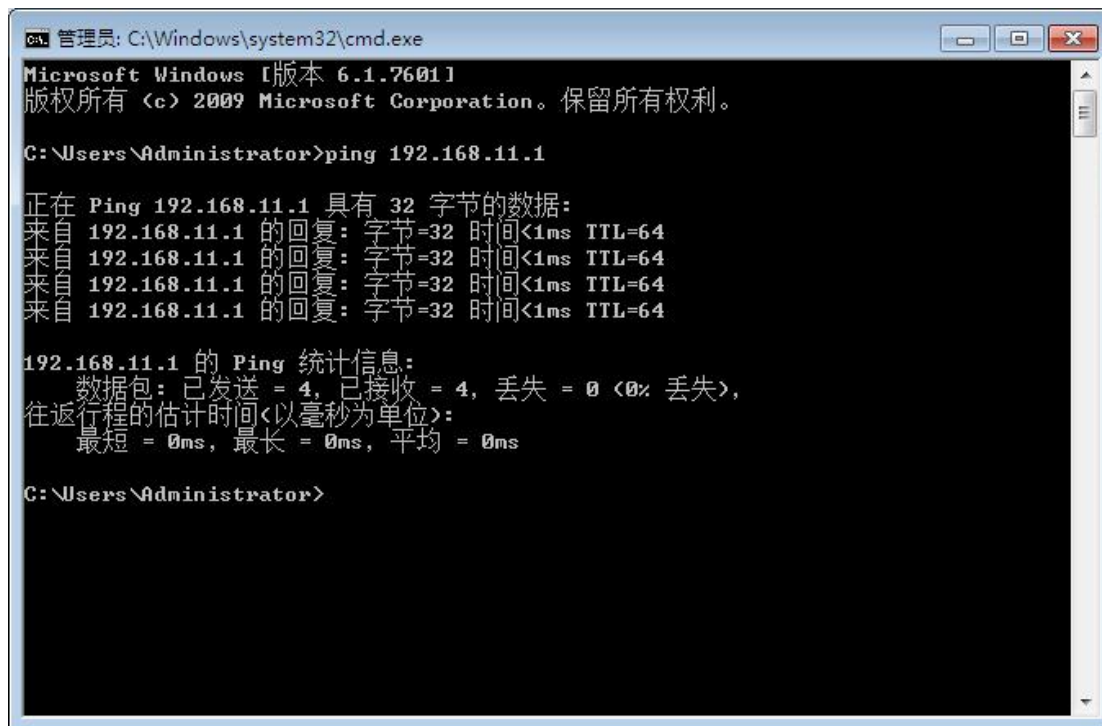 管理员: C:\Windows\system32\cmd.exe
Microsoft Windows [版本 6.1.7601]
版权所有 (c) 2009 Microsoft Corporation。保留所有权利。
C:\Users\Administrator>ping 192.168.11.1
正在 Ping 192.168.11.1 具有 32 字节的数据:
来自 192.168.11.1 的回复: 字节=32 时间<1ms TTL=64
来自 192.168.11.1 的回复: 字节=32 时间<1ms TTL=64
来自 192.168.11.1 的回复: 字节=32 时间<1ms TTL=64
来自 192.168.11.1 的回复: 字节=32 时间<1ms TTL=64
192.168.11.1 的 Ping 统计信息:
数据包: 已发送 = 4, 已接收 = 4, 丢失 = 0 (0% 丢失),
往返行程的估计时间(以毫秒为单位):
最短 = 0ms, 最长 = 0ms, 平均 = 0ms
C:\Users\Administrator>